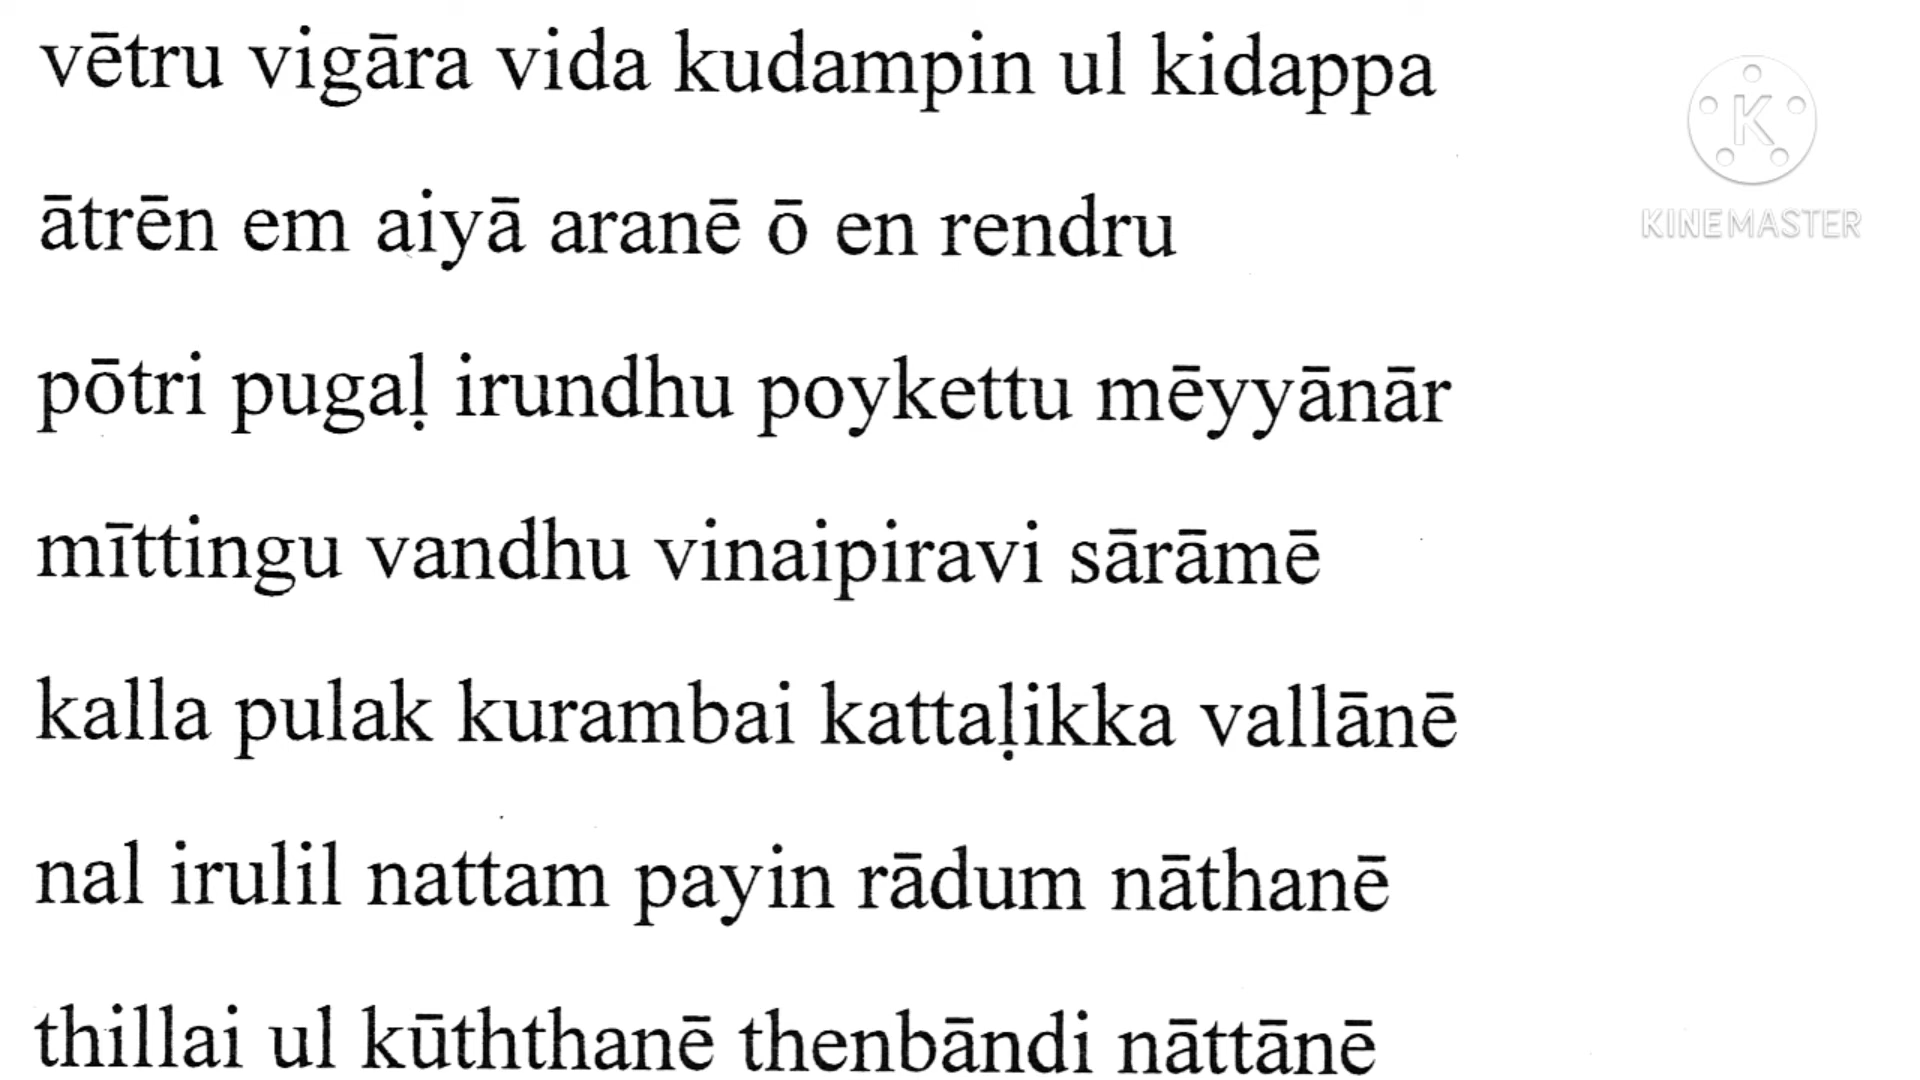 vētru vigāra vida kudampin ul kidappa
ātrēn em aiyā aranē ō en rendru
pōtri pugaḷ irundhu poykettu mēyyānār
mīttingu vandhu vinaipiravi sārāmē
kalla pulak kurambai kattaḷikka vallānē
nal irulil nattam payin rādum nāthanē
thillai ul kūththanē thenbāndi nāttānē
K
KINEMASTER